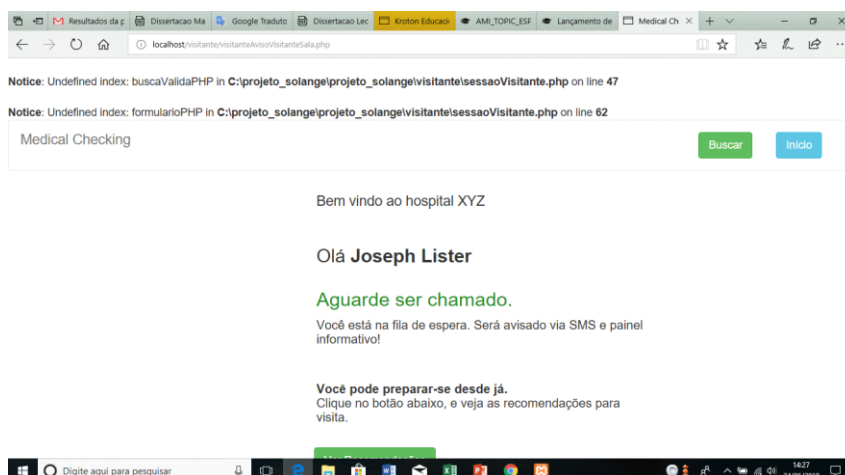 Resultados da p Dissertacao Ma Google Traduto Dissertacao Lec Kroton Educaci AMI_TOPIC_ESF Lançamento de Medical Ch
localhost/visitante/visitanteAvisoVisitanteSala.php
Notice: Undefined index: buscaValidaPHP in C:\projeto_solange\projeto_solange\visitante\sessaoVisitante.php on line 47
Notice: Undefined index: formularioPHP in C:\projeto_solange\projeto_solange\visitante\sessaoVisitante.php on line 62
Medical Checking Buscar Início
Bem vindo ao hospital XYZ
Olá Joseph Lister
Aguarde ser chamado.
Você está na fila de espera. Será avisado via SMS e painel
informativo!
Você pode preparar-se desde já.
Clique no botão abaixo, e veja as recomendações para
visita.
Digite aqui para pesquisar 14:27